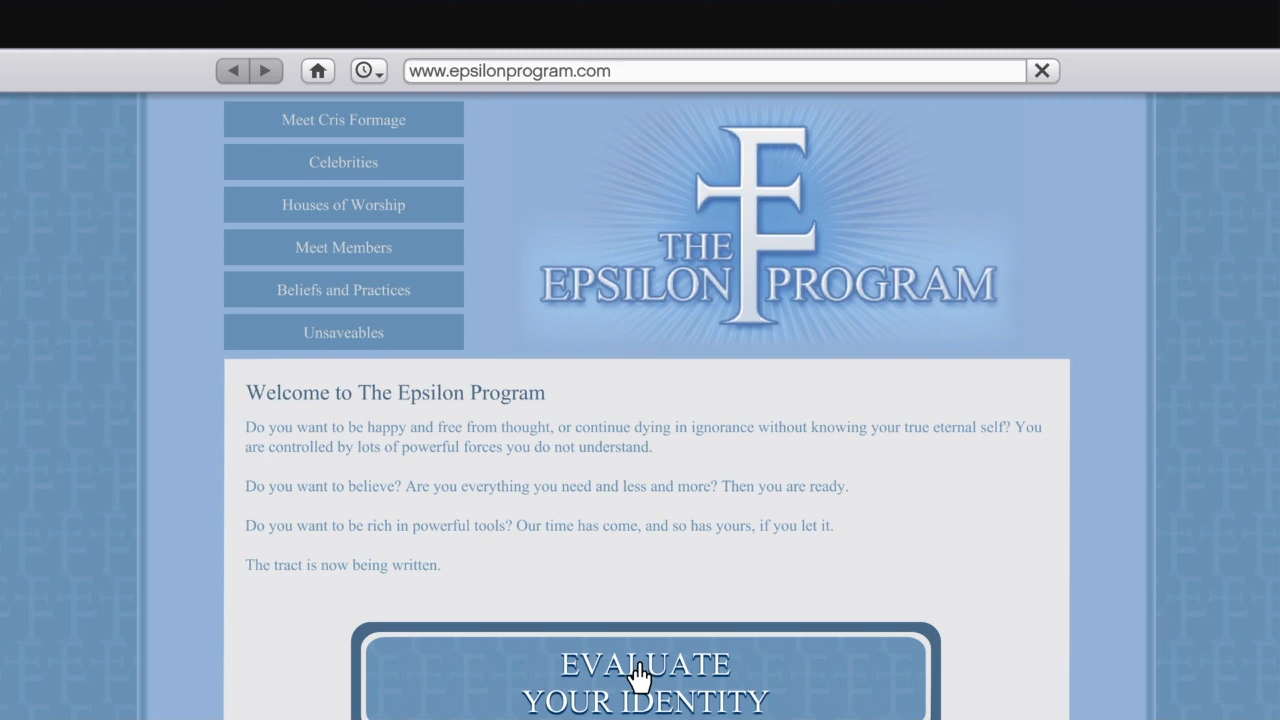 www.epsilonprogram.com
Meet Cris Formage
Celebrities
Houses of Worship
Meet Members
Beliefs and Practices
Unsaveables
THE
EPSILON PROGRAM
Welcome to The Epsilon Program
Do you want to be happy and free from thought, or continue dying in ignorance without knowing your true eternal self? You
are controlled by lots of powerful forces you do not understand.
Do you want to believe? Are you everything you need and less and more? Then you are ready.
Do you want to be rich in powerful tools? Our time has come, and so has yours, if you let it.
The tract is now being written.
EVALUATE
YOUR IDENTITY